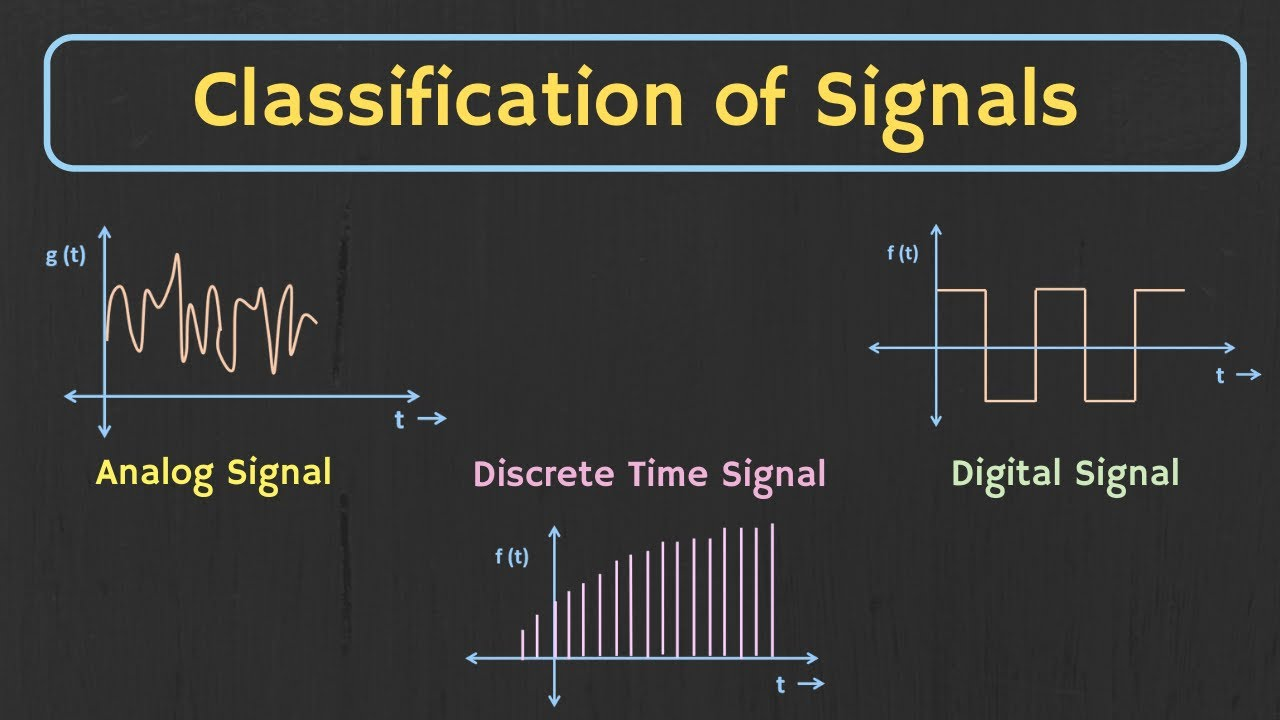 Classification of Signals
g (t)
t
Analog Signal
f (t)
t
Discrete Time Signal
f (t)
t
Digital Signal